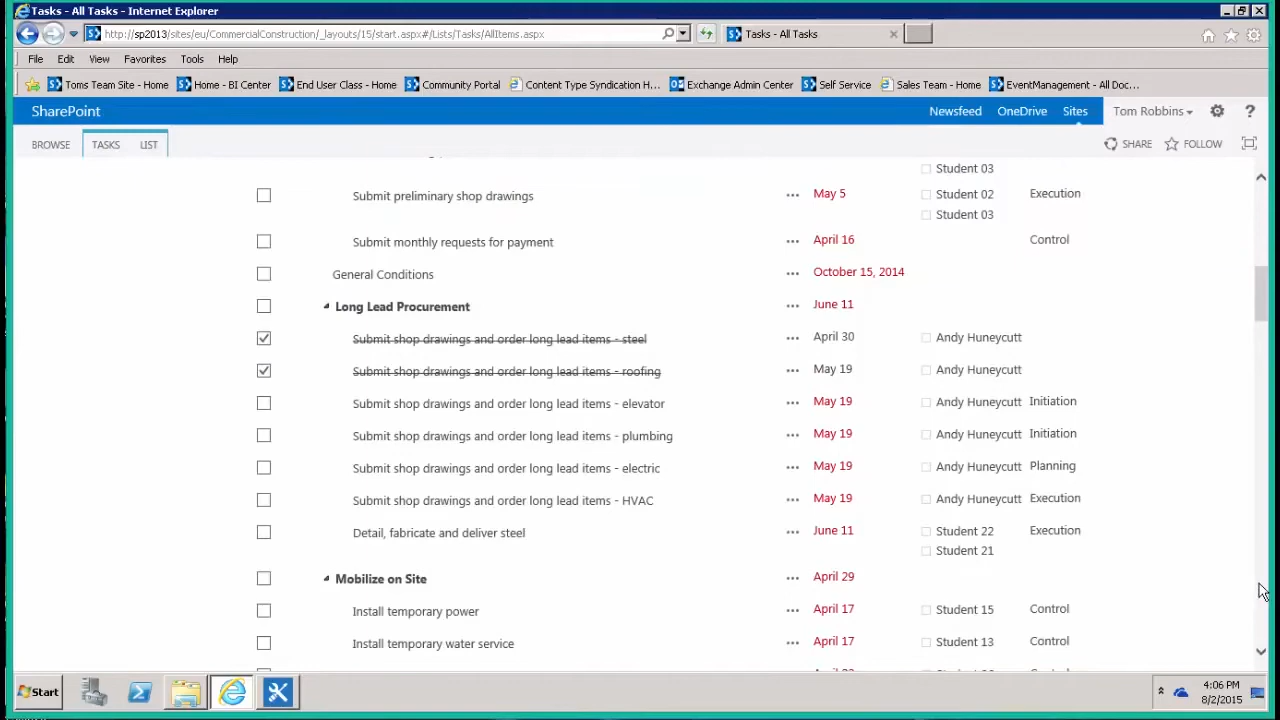 Tasks - All Tasks - Internet Explorer
http://sp2013/sites/eu/CommercialConstruction/_layouts/15/start.aspx#/Lists/Tasks/AllItems.aspx
Tasks - All Tasks
File Edit View Favorites Tools Help
Toms Team Site - Home Home - BI Center End User Class - Home Community Portal Content Type Syndication H... Exchange Admin Center Self Service Sales Team - Home EventManagement - All Doc...
SharePoint Newsfeed OneDrive Sites Tom Robbins ?
BROWSE TASKS LIST SHARE FOLLOW
Student 03
Submit preliminary shop drawings ... May 5 Student 02 Execution
Student 03
Submit monthly requests for payment ... April 16 Control
General Conditions ... October 15, 2014
Long Lead Procurement ... June 11
Submit shop drawings and order long lead items - steel ... April 30 Andy Huneycutt
Submit shop drawings and order long lead items - roofing ... May 19 Andy Huneycutt
Submit shop drawings and order long lead items - elevator ... May 19 Andy Huneycutt Initiation
Submit shop drawings and order long lead items - plumbing ... May 19 Andy Huneycutt Initiation
Submit shop drawings and order long lead items - electric ... May 19 Andy Huneycutt Planning
Submit shop drawings and order long lead items - HVAC ... May 19 Andy Huneycutt Execution
Detail, fabricate and deliver steel ... June 11 Student 22 Execution
Student 21
Mobilize on Site ... April 29
Install temporary power ... April 17 Student 15 Control
Install temporary water service ... April 17 Student 13 Control
Start 4:06 PM
8/2/2015